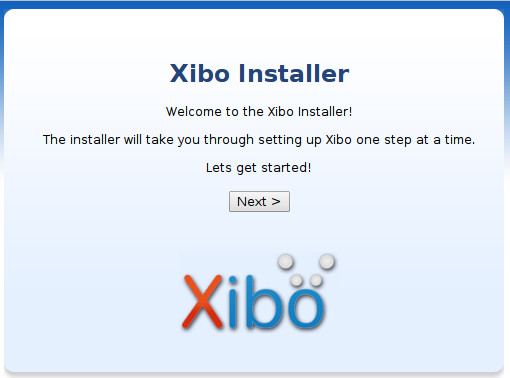 Xibo Installer
Welcome to the Xibo Installer!
The installer will take you through setting up Xibo one step at a time.
Lets get started!
Next >
Xibo